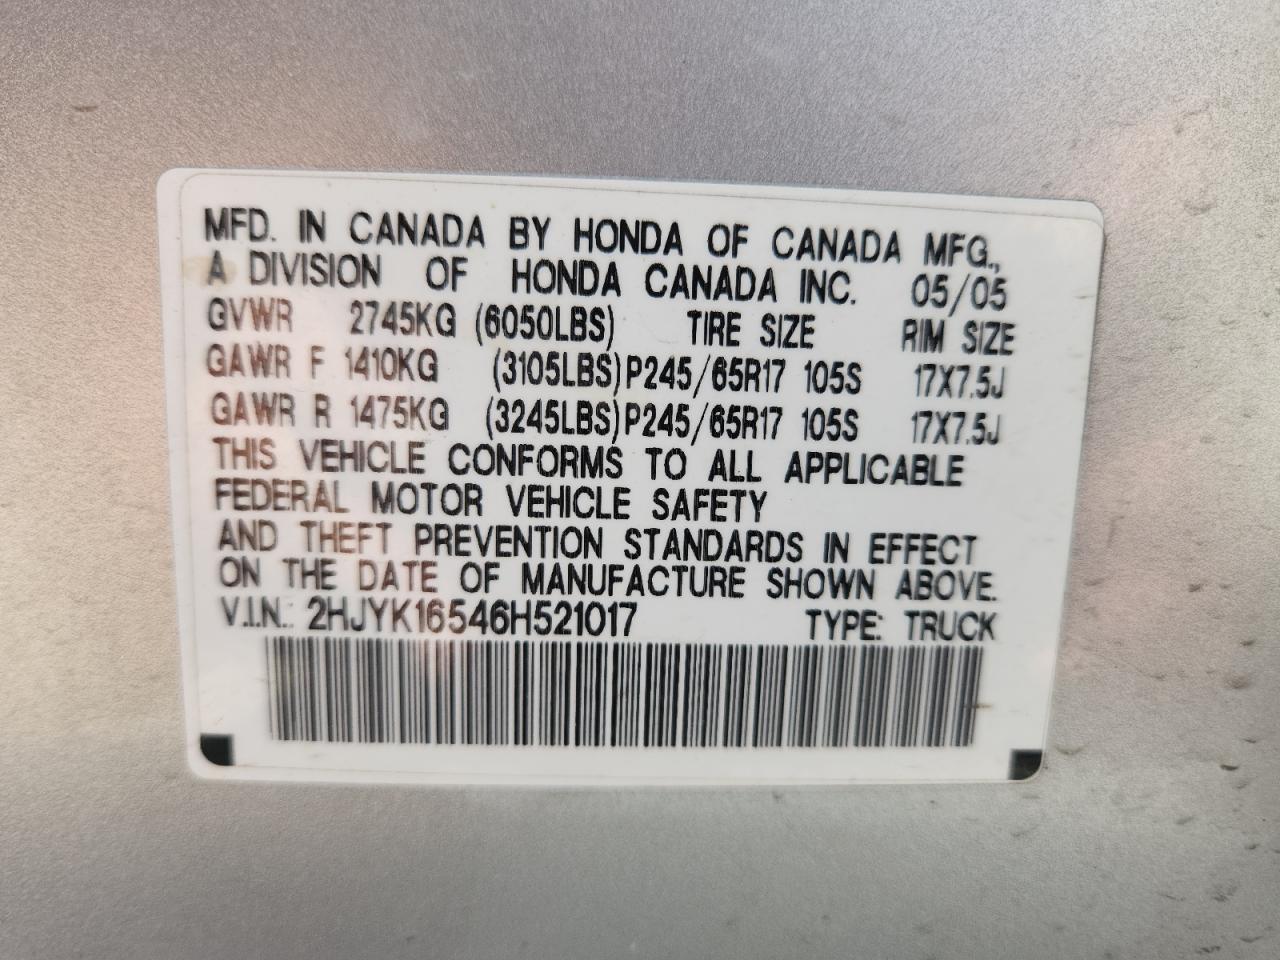 MFD. IN CANADA BY HONDA OF CANADA MFG.,
A DIVISION OF HONDA CANADA INC. 05/05
GVWR 2745KG (6050LBS) TIRE SIZE RIM SIZE
GAWR F 1410KG (3105LBS) P245/65R17 105S 17X7.5J
GAWR R 1475KG (3245LBS) P245/65R17 105S 17X7.5J
THIS VEHICLE CONFORMS TO ALL APPLICABLE
FEDERAL MOTOR VEHICLE SAFETY
AND THEFT PREVENTION STANDARDS IN EFFECT
ON THE DATE OF MANUFACTURE SHOWN ABOVE.
V.I.N.: 2HJYK16546H521017 TYPE: TRUCK